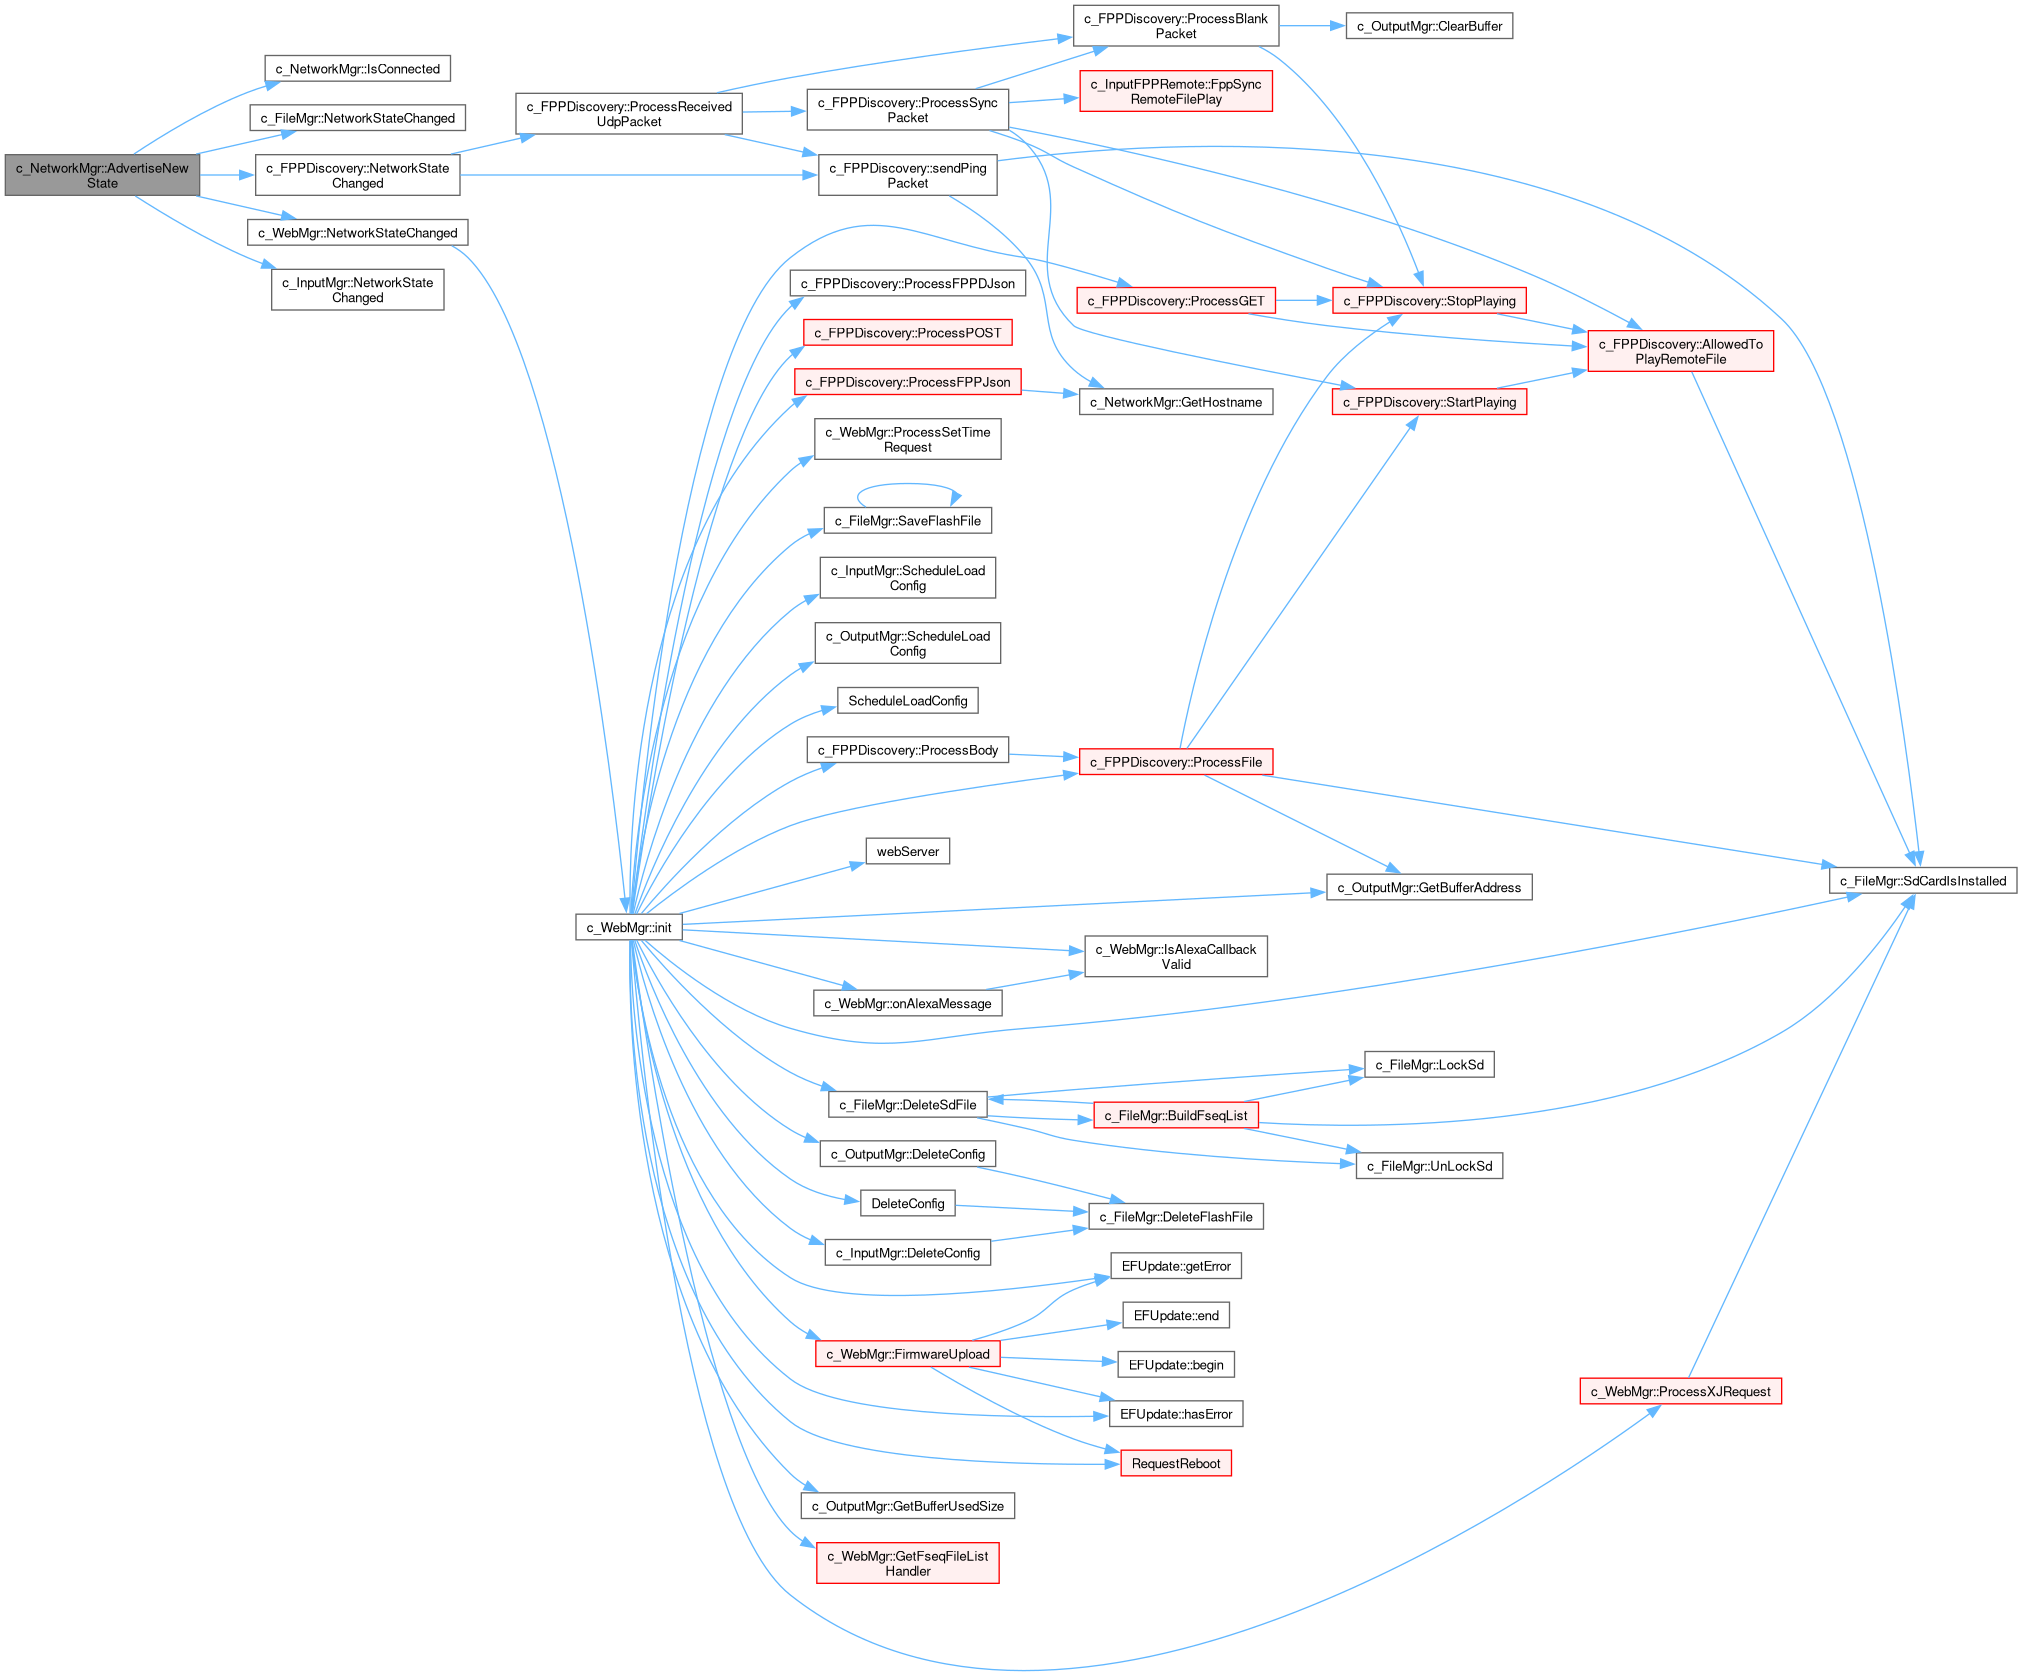 c_NetworkMgr::AdvertiseNew
State
c_NetworkMgr::IsConnected
c_FileMgr::NetworkStateChanged
c_FPPDiscovery::NetworkState
Changed
c_WebMgr::NetworkStateChanged
c_InputMgr::NetworkState
Changed
c_FPPDiscovery::ProcessReceived
UdpPacket
c_WebMgr::init
c_FPPDiscovery::ProcessSync
Packet
c_FPPDiscovery::sendPing
Packet
c_FPPDiscovery::ProcessFPPDJson
c_FPPDiscovery::ProcessPOST
c_FPPDiscovery::ProcessFPPJson
c_WebMgr::ProcessSetTime
Request
c_FileMgr::SaveFlashFile
c_InputMgr::ScheduleLoad
Config
c_OutputMgr::ScheduleLoad
Config
ScheduleLoadConfig
c_FPPDiscovery::ProcessBody
webServer
c_WebMgr::onAlexaMessage
c_FileMgr::DeleteSdFile
c_OutputMgr::DeleteConfig
DeleteConfig
c_InputMgr::DeleteConfig
c_WebMgr::FirmwareUpload
c_OutputMgr::GetBufferUsedSize
c_WebMgr::GetFseqFileList
Handler
c_FPPDiscovery::ProcessBlank
Packet
c_InputFPPRemote::FppSync
RemoteFilePlay
c_FPPDiscovery::ProcessGET
c_NetworkMgr::GetHostname
c_FPPDiscovery::ProcessFile
c_WebMgr::IsAlexaCallback
Valid
c_FileMgr::BuildFseqList
c_FileMgr::DeleteFlashFile
EFUpdate::getError
EFUpdate::end
EFUpdate::begin
EFUpdate::hasError
RequestReboot
c_OutputMgr::ClearBuffer
c_FPPDiscovery::StopPlaying
c_FPPDiscovery::StartPlaying
c_OutputMgr::GetBufferAddress
c_FileMgr::LockSd
c_FileMgr::UnLockSd
c_FPPDiscovery::AllowedTo
PlayRemoteFile
c_WebMgr::ProcessXJRequest
c_FileMgr::SdCardIsInstalled